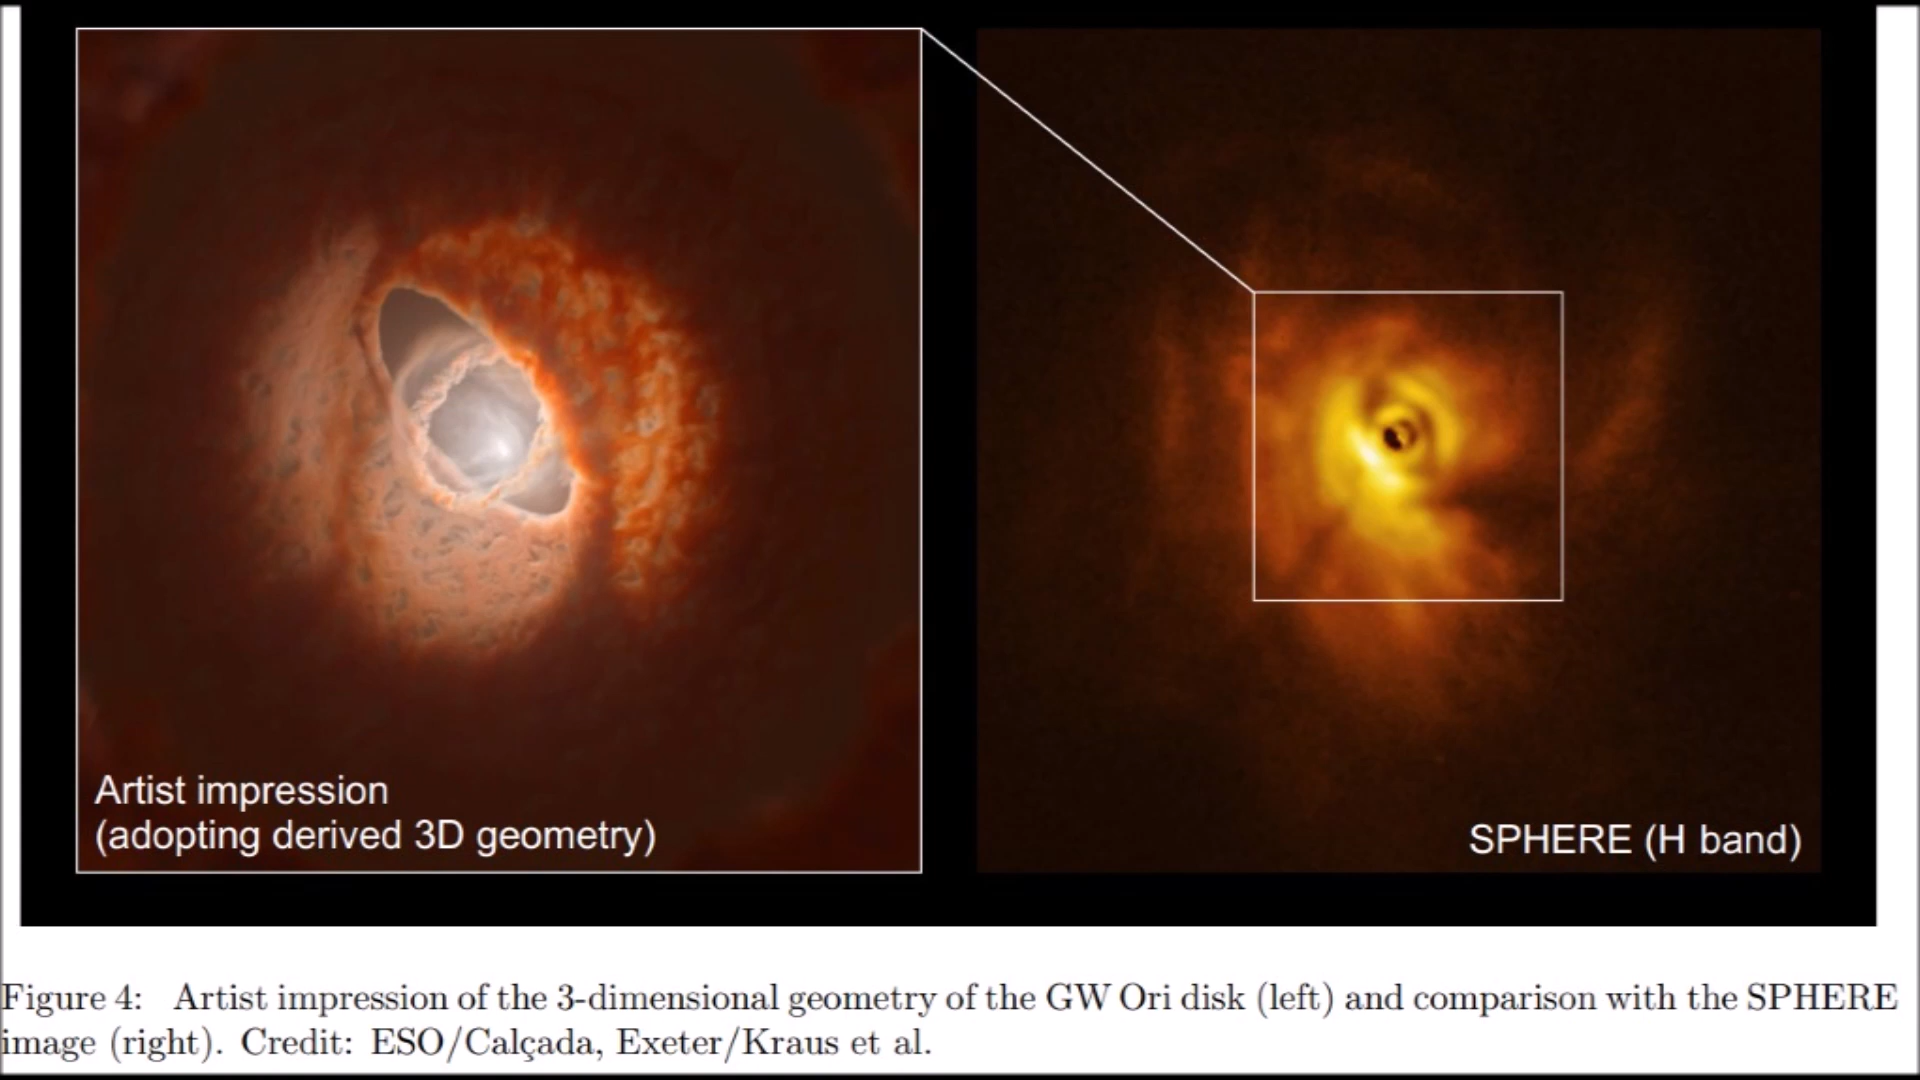 Artist impression
(adopting derived 3D geometry)
SPHERE (H band)
Figure 4: Artist impression of the 3-dimensional geometry of the GW Ori disk (left) and comparison with the SPHERE
image (right). Credit: ESO/Calçada, Exeter/Kraus et al.